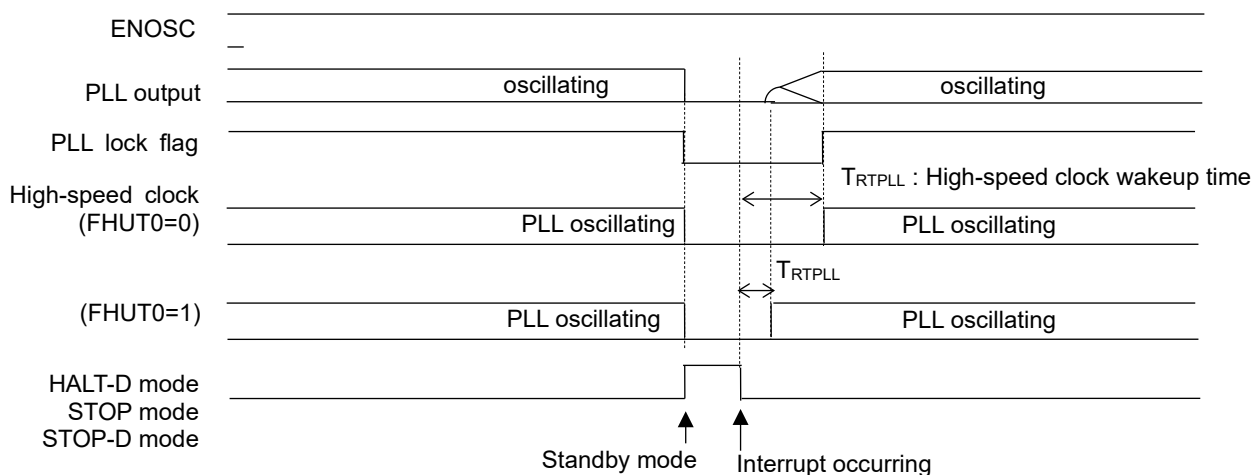 ENOSC
PLL output
oscillating
oscillating
PLL lock flag
TRTPLL : High-speed clock wakeup time
High-speed clock
(FHUT0=0)
PLL oscillating
PLL oscillating
TRTPLL
(FHUT0=1)
PLL oscillating
PLL oscillating
HALT-D mode
STOP mode
STOP-D mode
Standby mode
Interrupt occurring